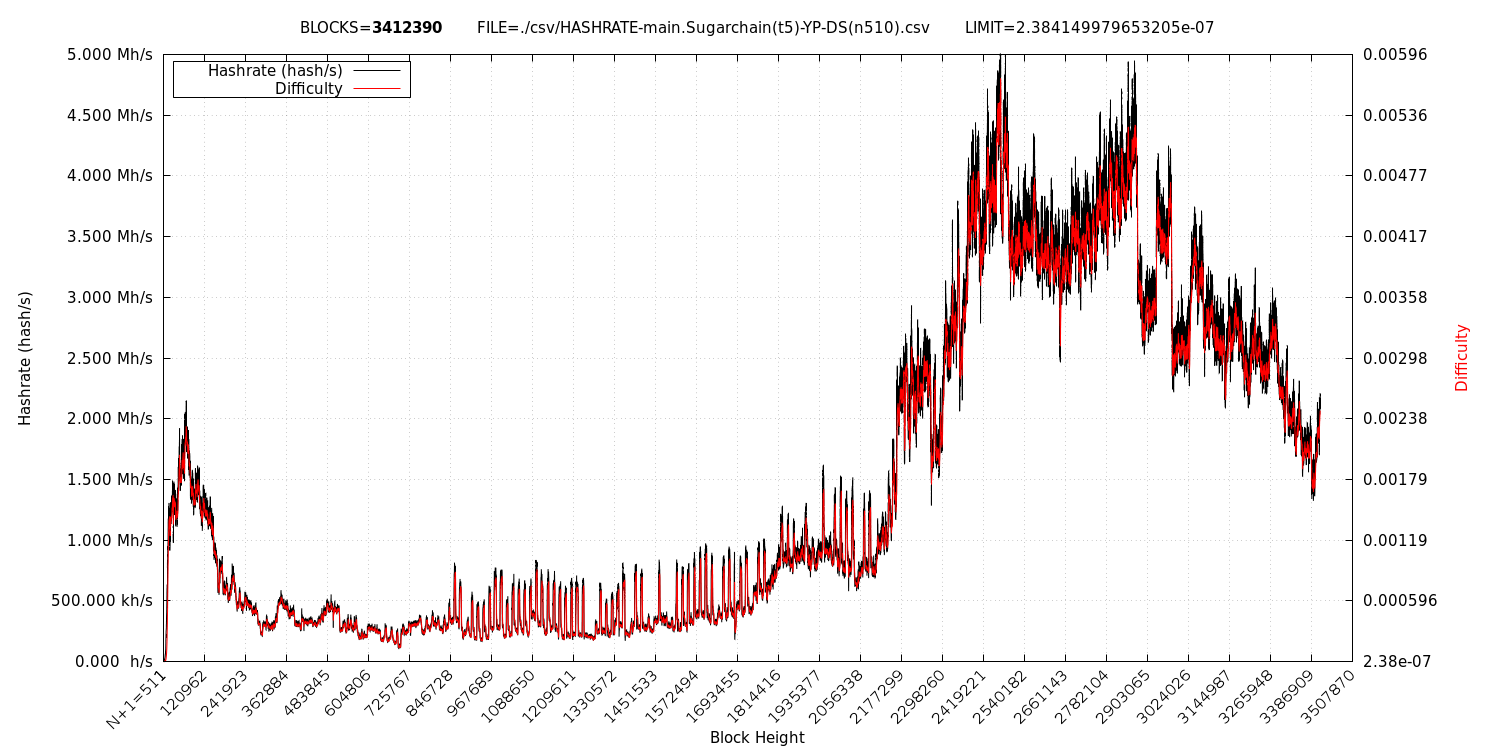 BLOCKS=3412390 FILE=./csv/HASHRATE-main.Sugarchain(t5)-YP-DS(n510).csv LIMIT=2.384149979653205e-07
Hashrate (hash/s)
Difficulty
5.000 Mh/s
4.500 Mh/s
4.000 Mh/s
3.500 Mh/s
3.000 Mh/s
2.500 Mh/s
2.000 Mh/s
1.500 Mh/s
1.000 Mh/s
500.000 kh/s
0.000 h/s
Hashrate (hash/s)
0.00596
0.00536
0.00477
0.00417
0.00358
0.00298
0.00238
0.00179
0.00119
0.000596
2.38e-07
Difficulty
N+1=511
120962
241923
362884
483845
604806
725767
846728
967689
1088650
1209611
1330572
1451533
1572494
1693455
1814416
1935377
2056338
2177299
2298260
2419221
2540182
2661143
2782104
2903065
3024026
3144987
3265948
3386909
3507870
Block Height